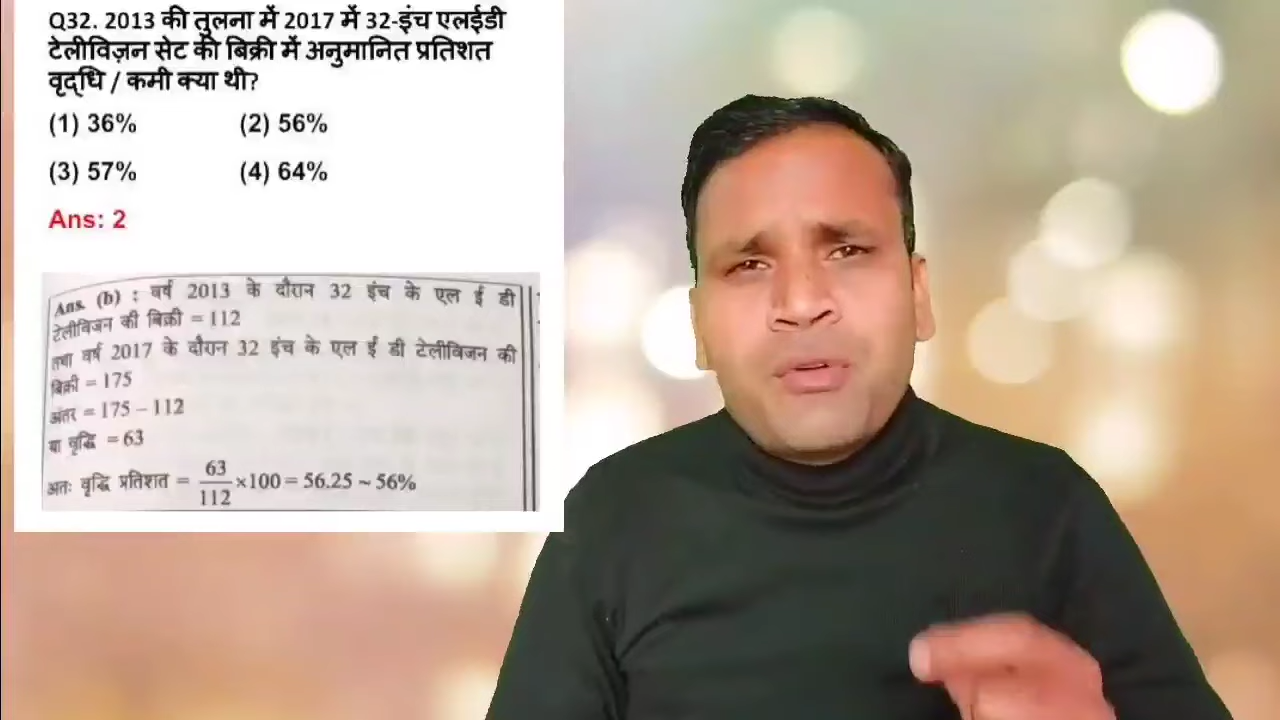 Q32. 2013 की तुलना में 2017 में 32-इंच एलईडी
टेलीविज़न सेट की बिक्री में अनुमानित प्रतिशत
वृद्धि / कमी क्या थी?
(1) 36% (2) 56%
(3) 57% (4) 64%
Ans: 2
Ans. (b) : वर्ष 2013 के दौरान 32 इंच के एल ई डी
टेलीविजन की बिक्री = 112
तथा वर्ष 2017 के दौरान 32 इंच के एल ई डी टेलीविजन की
बिक्री = 175
अंतर = 175 – 112
या वृद्धि = 63
अतः वृद्धि प्रतिशत = 63/112 ×100 = 56.25 ~ 56%